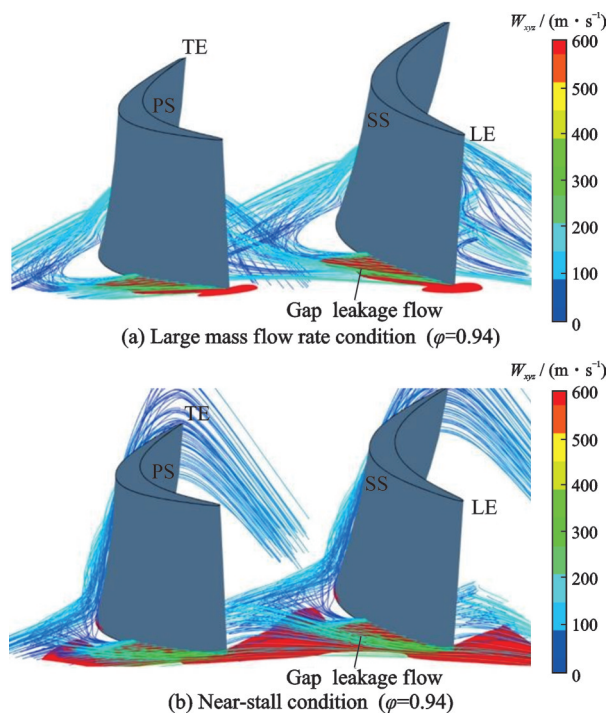 W_xyz / (m · s⁻¹)
600
500
400
300
200
100
0
TE
PS
SS
LE
Gap leakage flow
(a) Large mass flow rate condition (φ=0.94)
W_xyz / (m · s⁻¹)
600
500
400
300
200
100
0
TE
PS
SS
LE
Gap leakage flow
(b) Near-stall condition (φ=0.94)